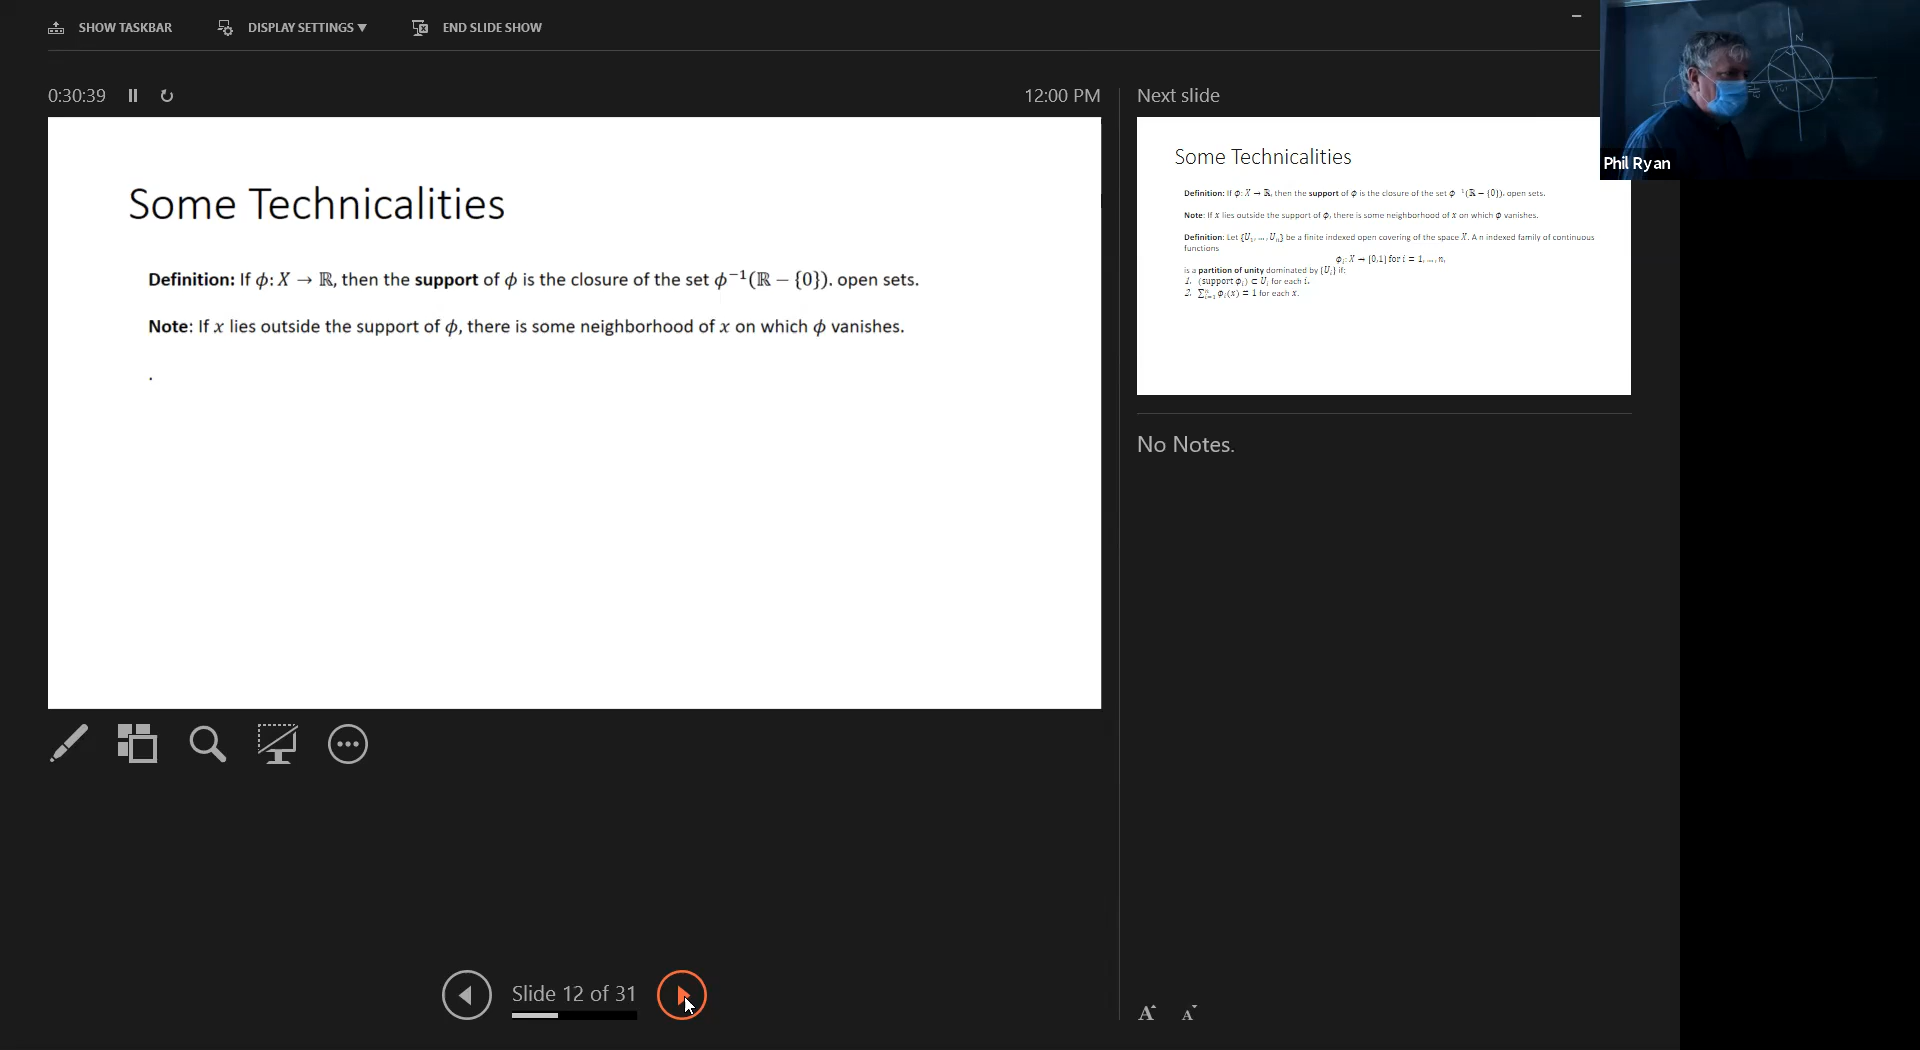 SHOW TASKBAR DISPLAY SETTINGS ▼ END SLIDE SHOW
0:30:39 12:00 PM
Some Technicalities
Definition: If ϕ: X → ℝ, then the support of ϕ is the closure of the set ϕ⁻¹(ℝ − {0}). open sets.
Note: If x lies outside the support of ϕ, there is some neighborhood of x on which ϕ vanishes.
.
Slide 12 of 31
Next slide
Some Technicalities
Definition: If ϕ: X → ℝ, then the support of ϕ is the closure of the set ϕ⁻¹(ℝ − {0}). open sets.
Note: If x lies outside the support of ϕ, there is some neighborhood of x on which ϕ vanishes.
Definition: Let {U₁, …, Uₙ} be a finite indexed open covering of the space X. A n indexed family of continuous
functions
ϕᵢ: X → [0,1] for i = 1, …, n,
is a partition of unity dominated by {Uᵢ} if:
1. (support ϕᵢ) ⊂ Uᵢ for each i.
2. ∑ⁿᵢ₌₁ ϕᵢ(x) = 1 for each x.
No Notes.
A A
N
Phil Ryan